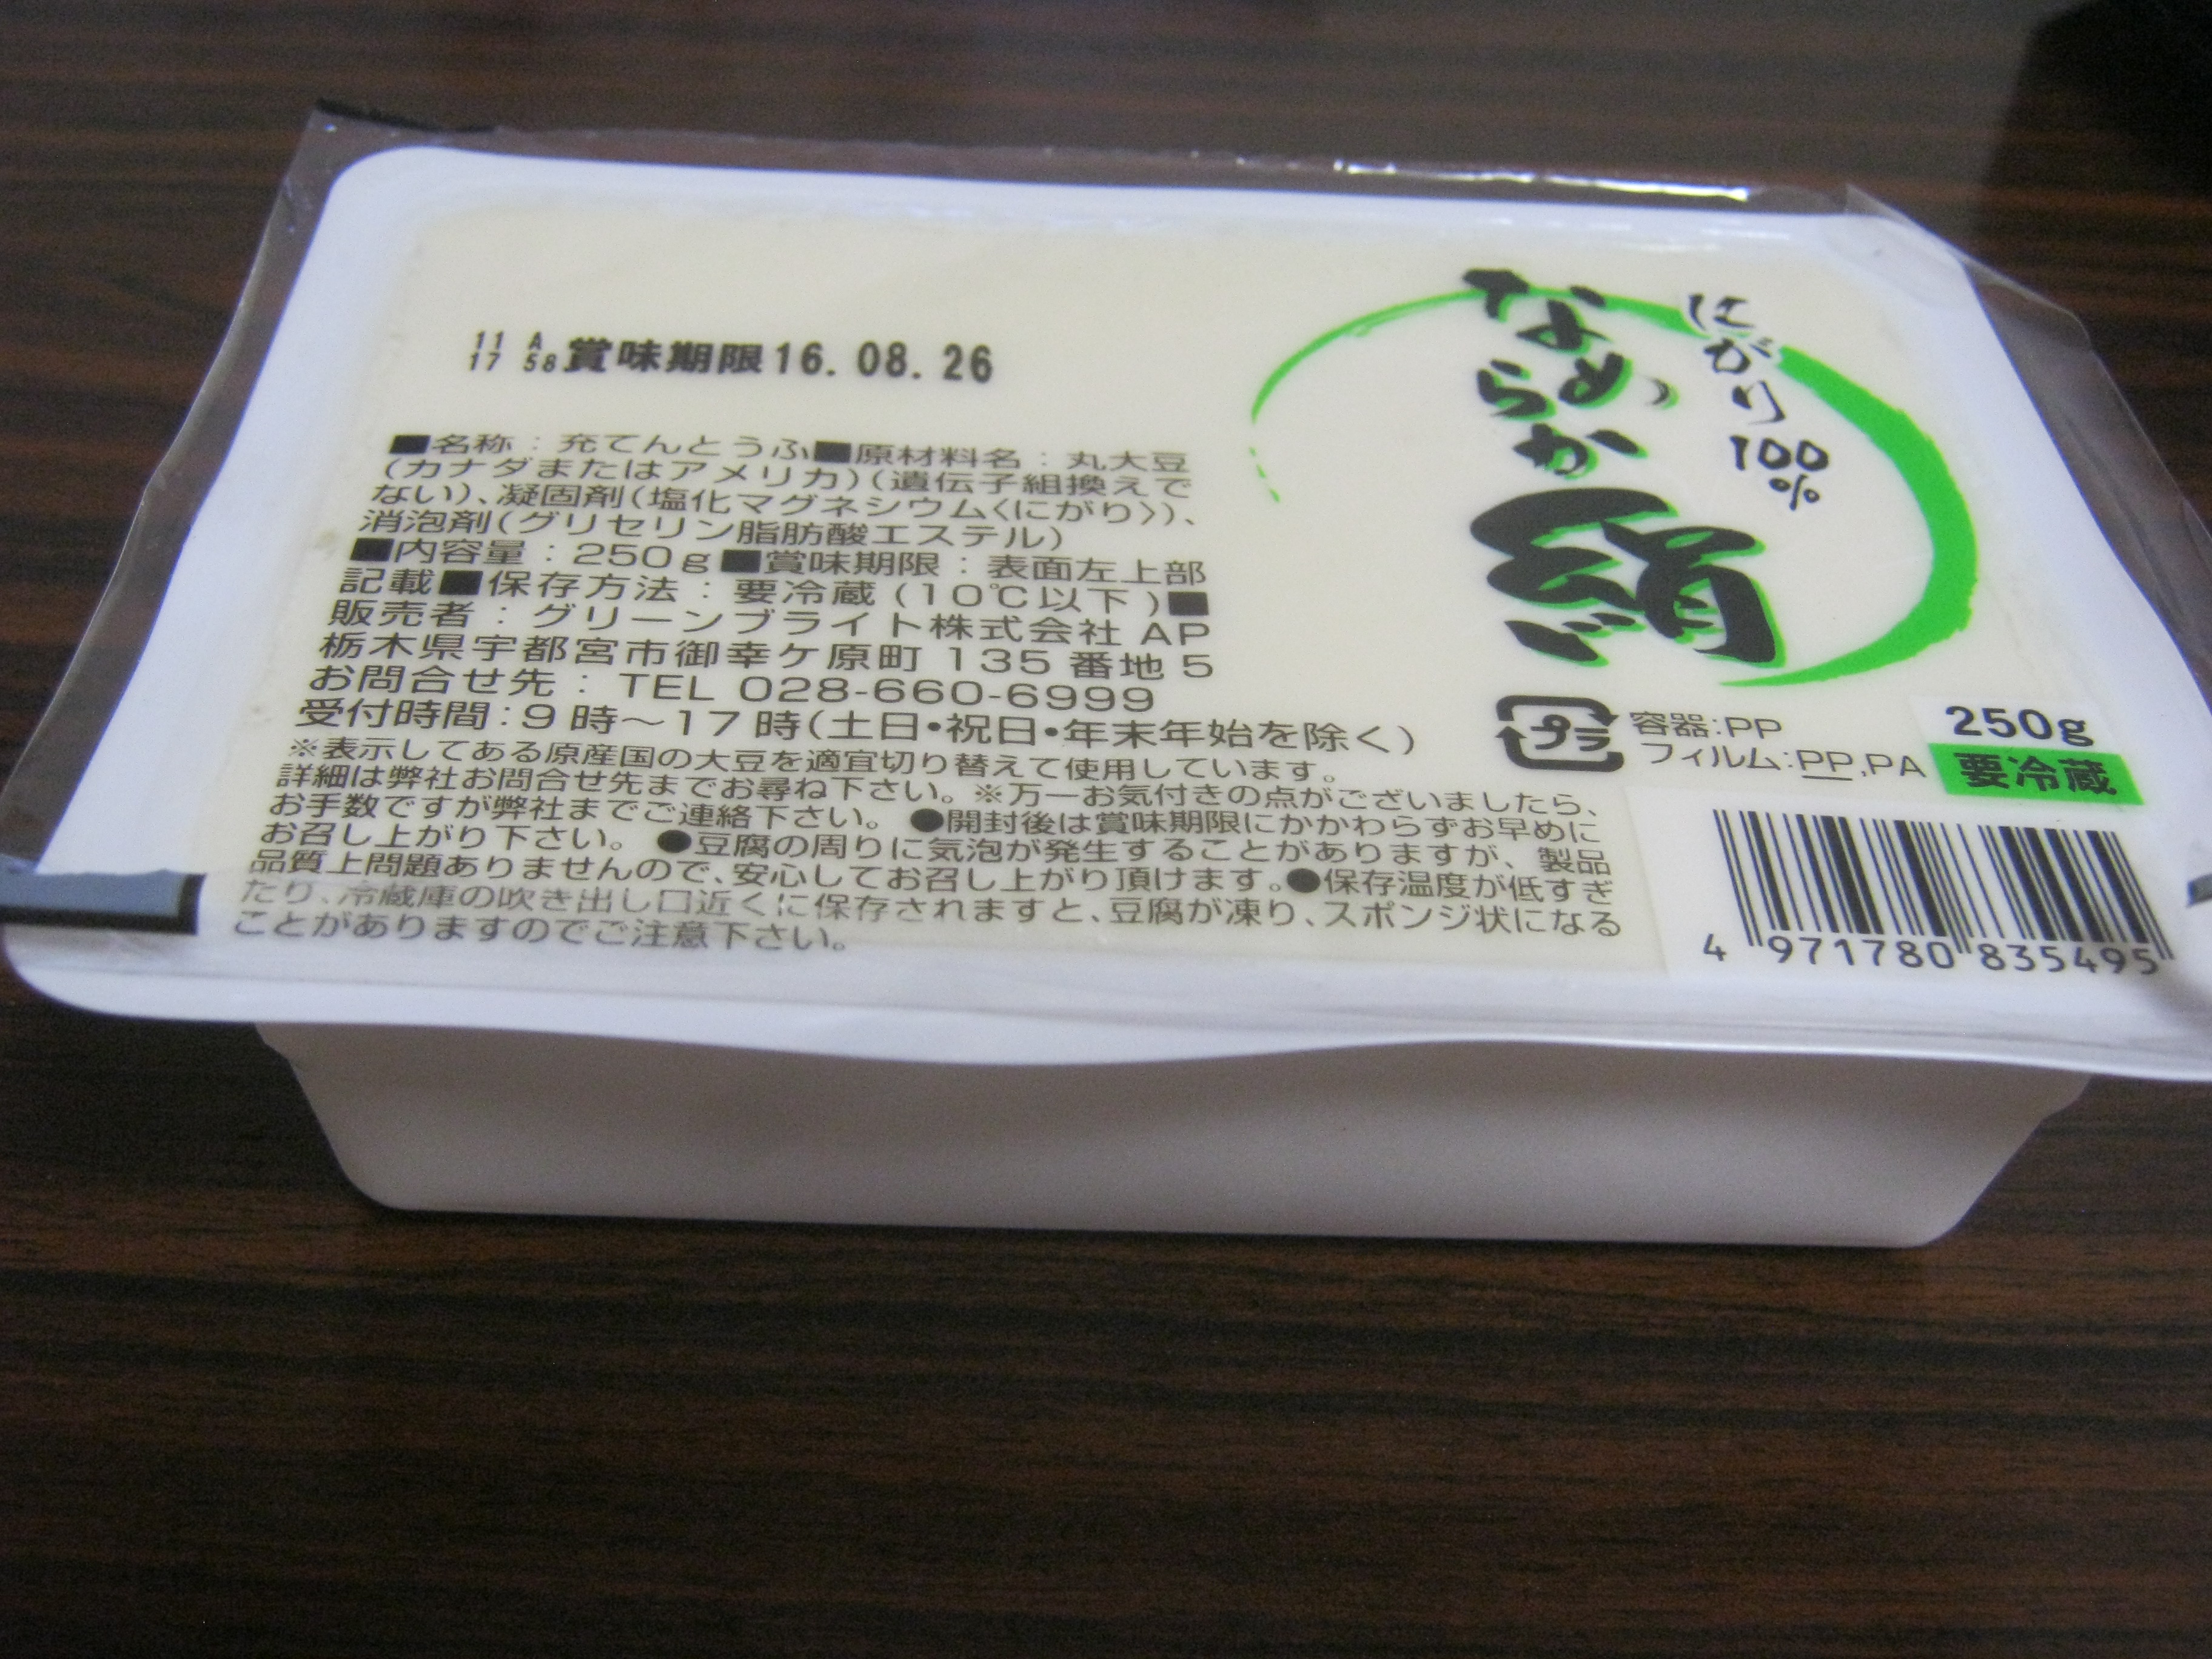 11 A
17 58 賞味期限16.08.26
■名称：充てんとうふ■原材料名：丸大豆
(カナダまたはアメリカ)(遺伝子組換えで
ない)、凝固剤(塩化マグネシウム〈にがり〉)、
消泡剤(グリセリン脂肪酸エステル)
■内容量：250g■賞味期限：表面左上部
記載■保存方法：要冷蔵(10℃以下)■
販売者：グリーンブライト株式会社 AP
栃木県宇都宮市御幸ケ原町 135 番地 5
お問合せ先：TEL 028-660-6999
受付時間:9時〜17時(土日・祝日・年末年始を除く)
※表示してある原産国の大豆を適宜切り替えて使用しています。
詳細は弊社お問合せ先までお尋ね下さい。※万一お気付きの点がございましたら、
お手数ですが弊社までご連絡下さい。 ●開封後は賞味期限にかかわらずお早めに
お召し上がり下さい。 ●豆腐の周りに気泡が発生することがありますが、製品
品質上問題ありませんので、安心してお召し上がり頂けます。●保存温度が低すぎ
たり、冷蔵庫の吹き出し口近くに保存されますと、豆腐が凍り、スポンジ状になる
ことがありますのでご注意下さい。
にがり100%
なめらか
絹ご
プラ
容器:PP
フィルム:PP,PA
250g
要冷蔵
4 971780 835495